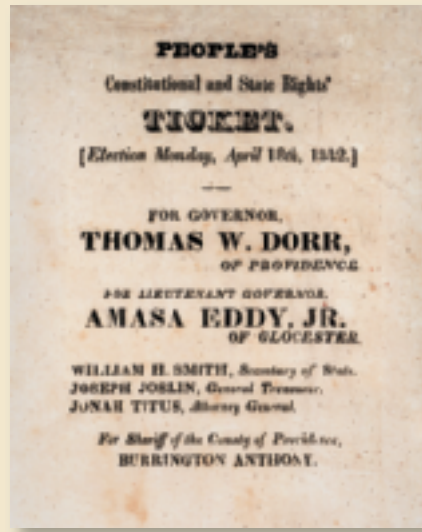 PEOPLE'S
Constitutional and State Rights'
TICKET.
[Election Monday, April 18th, 1842.]
FOR GOVERNOR,
THOMAS W. DORR,
OF PROVIDENCE
FOR LIEUTENANT GOVERNOR,
AMASA EDDY, JR.
OF GLOCESTER.
WILLIAM H. SMITH, Secretary of State.
JOSEPH JOSLIN, General Treasurer.
JONAH TITUS, Attorney General.
For Sheriff of the County of Providence,
BURRINGTON ANTHONY.